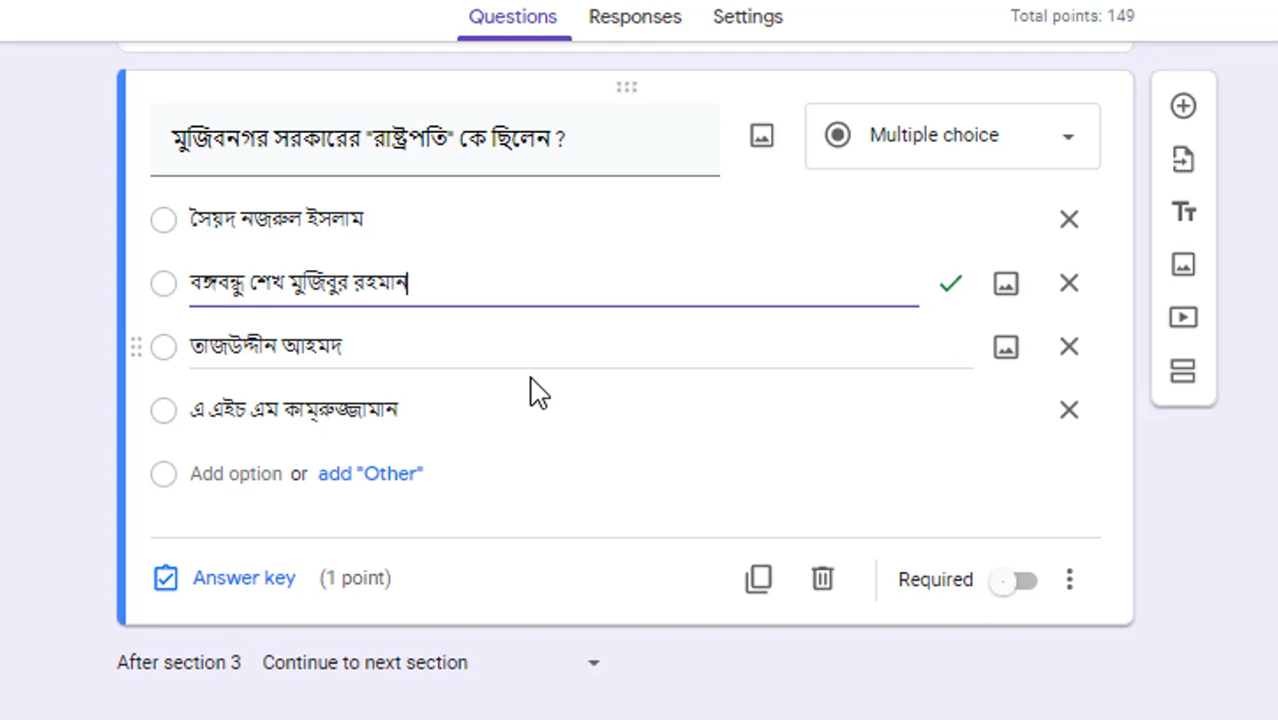 Questions Responses Settings Total points: 149
মুজিবনগর সরকারের "রাষ্ট্রপতি" কে ছিলেন ?
Multiple choice
সৈয়দ নজরুল ইসলাম
বঙ্গবন্ধু শেখ মুজিবুর রহমান
তাজউদ্দীন আহমদ
এ এইচ এম কাম্রুজ্জামান
Add option or add "Other"
Answer key (1 point) Required
After section 3 Continue to next section